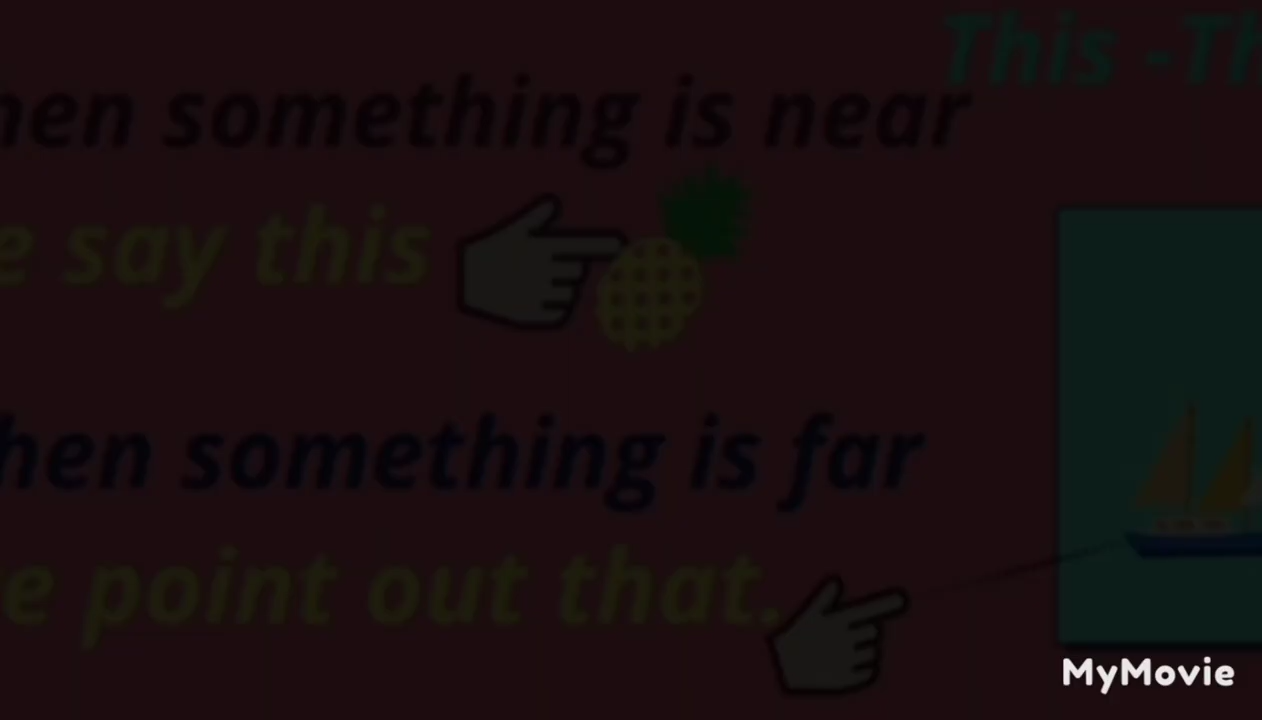 This -Th
hen something is near
e say this
hen something is far
e point out that.
MyMovie